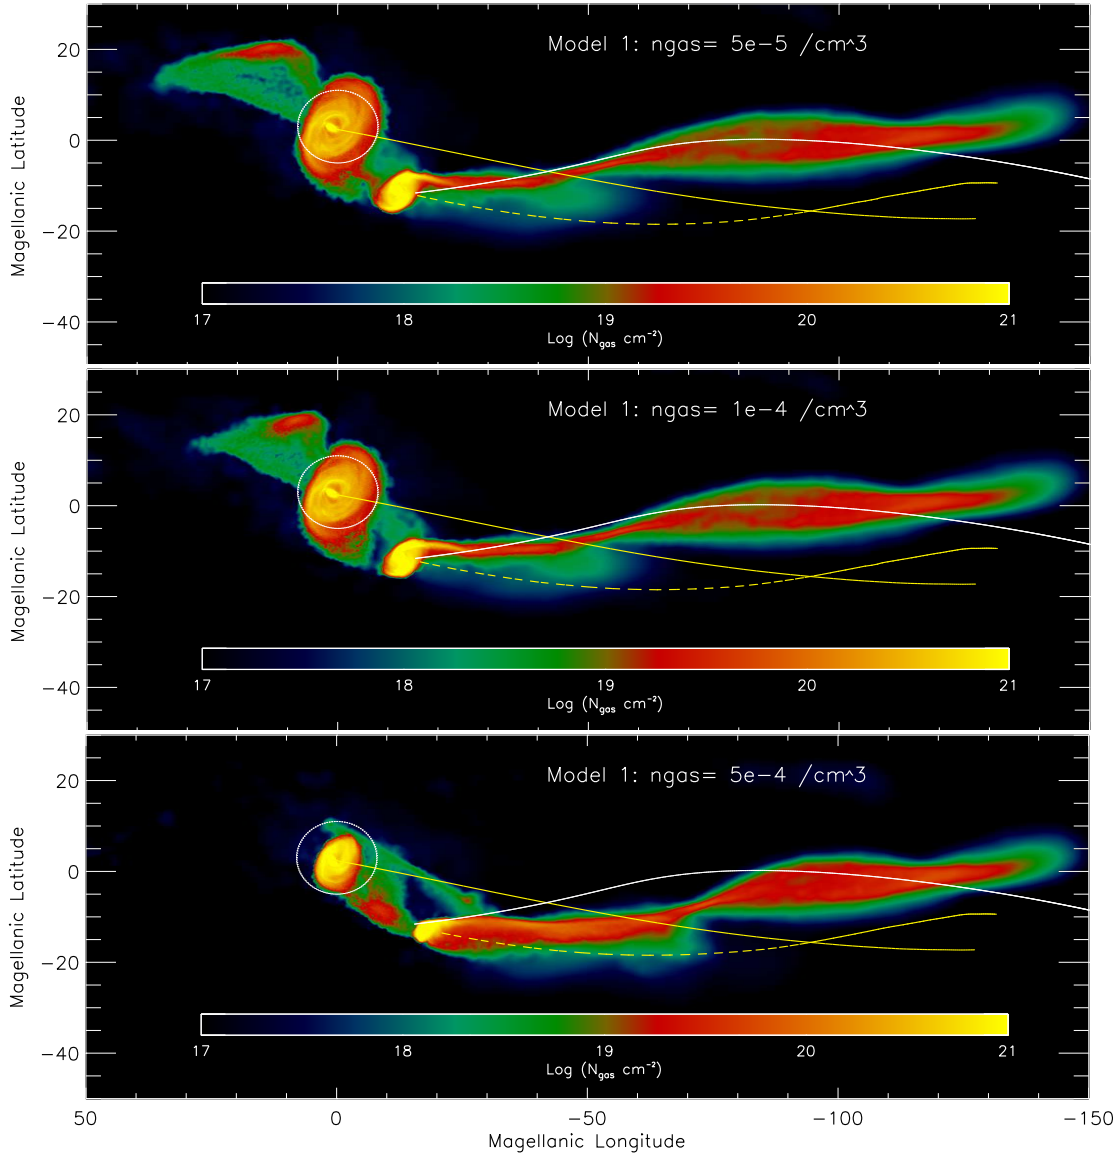 Model 1: ngas= 5e-5 /cm^3
20
0
-20
-40
Magellanic Latitude
17 18 19 20 21
Log (Ngas cm-2)
Model 1: ngas= 1e-4 /cm^3
20
0
-20
-40
Magellanic Latitude
17 18 19 20 21
Log (Ngas cm-2)
Model 1: ngas= 5e-4 /cm^3
20
0
-20
-40
Magellanic Latitude
17 18 19 20 21
Log (Ngas cm-2)
50 0 -50 -100 -150
Magellanic Longitude